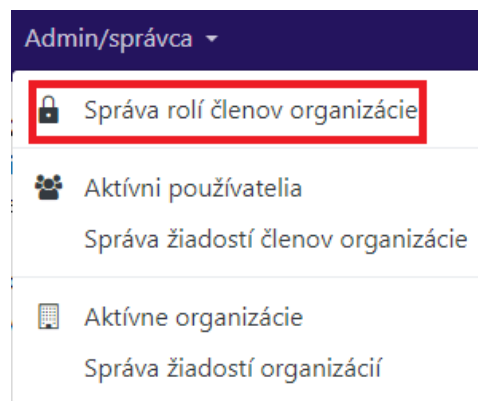 Admin/správca
Správa rolí členov organizácie
Aktívni používatelia
Správa žiadostí členov organizácie
Aktívne organizácie
Správa žiadostí organizácií